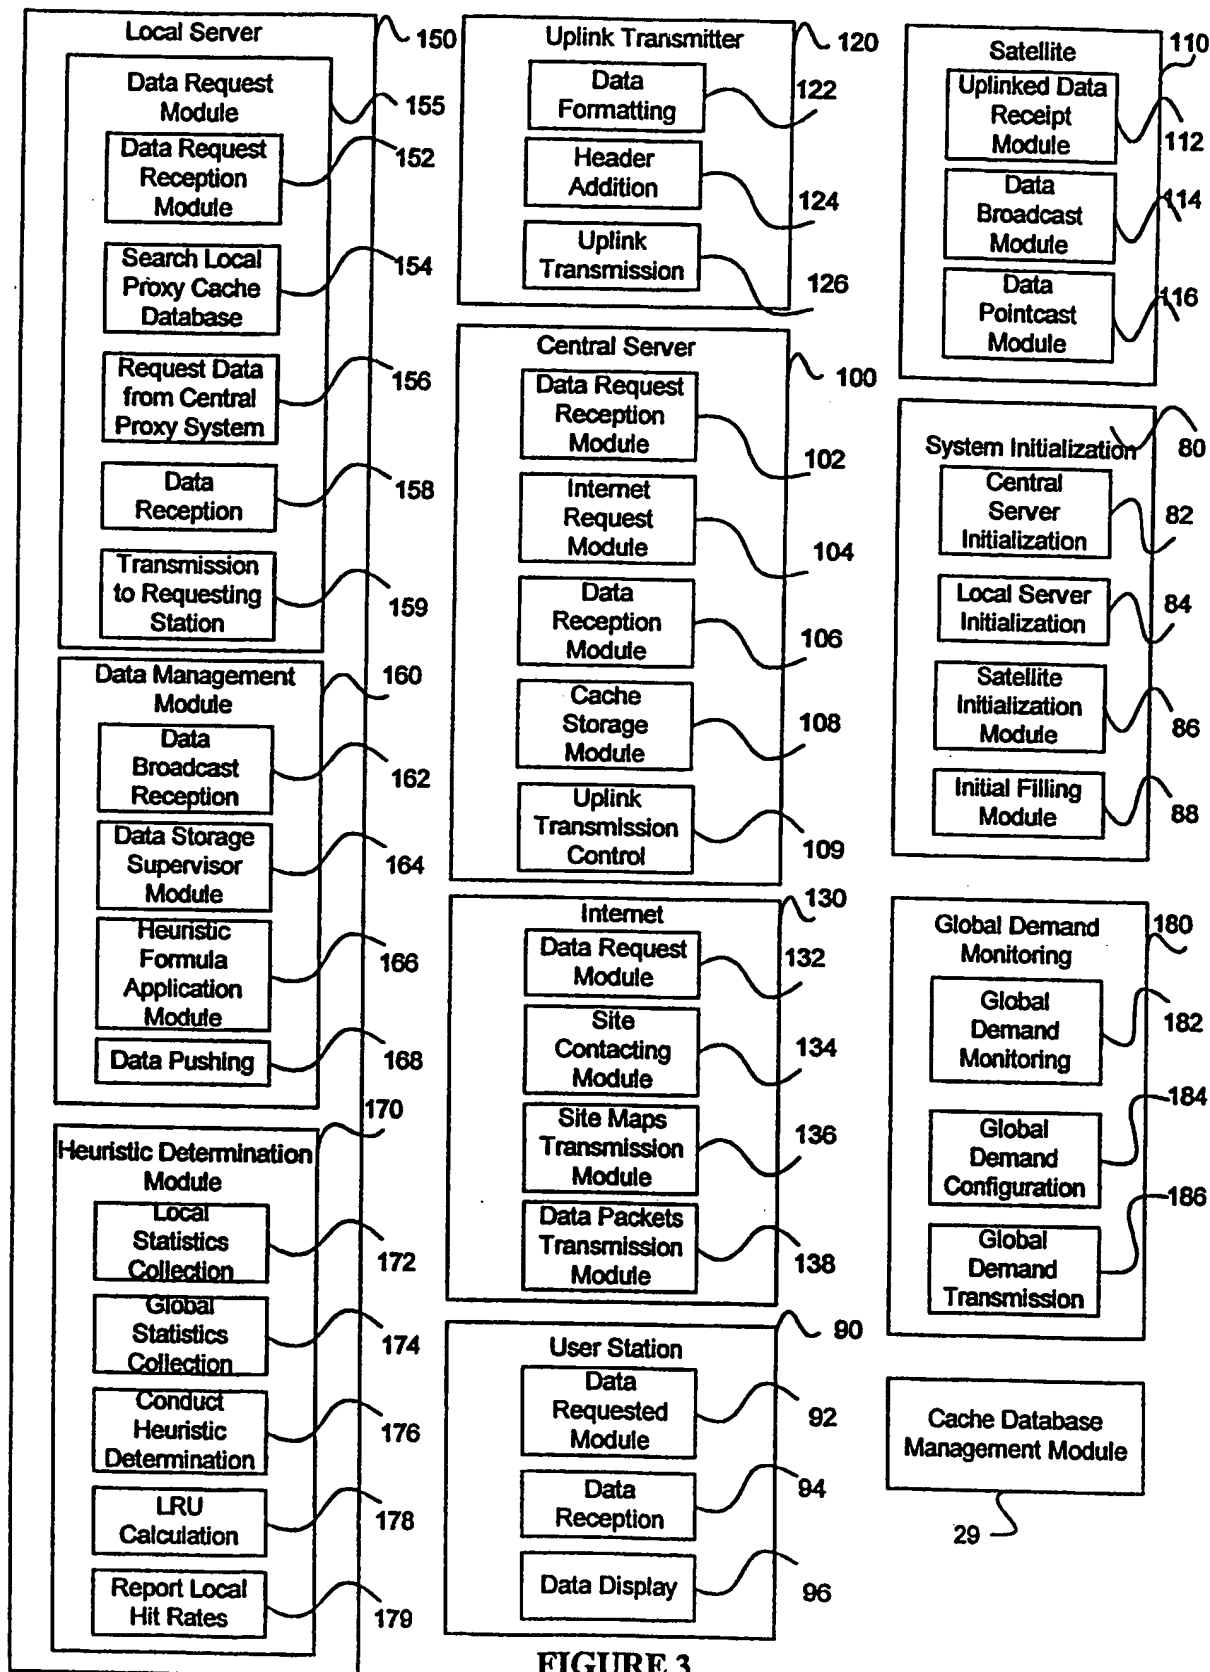 Local Server
150
Data Request
Module
155
Data Request
Reception
Module
152
Search Local
Proxy Cache
Database
154
Request Data
from Central
Proxy System
156
Data
Reception
158
Transmission
to Requesting
Station
159
Data Management
Module
160
Data
Broadcast
Reception
162
Data Storage
Supervisor
Module
164
Heuristic
Formula
Application
Module
166
Data Pushing
168
Heuristic Determination
Module
170
Local
Statistics
Collection
172
Global
Statistics
Collection
174
Conduct
Heuristic
Determination
176
LRU
Calculation
178
Report Local
Hit Rates
179
Uplink Transmitter
120
Data
Formatting
122
Header
Addition
124
Uplink
Transmission
126
Central Server
100
Data Request
Reception
Module
102
Internet
Request
Module
104
Data
Reception
Module
106
Cache
Storage
Module
108
Uplink
Transmission
Control
109
Internet
130
Data Request
Module
132
Site
Contacting
Module
134
Site Maps
Transmission
Module
136
Data Packets
Transmission
Module
138
User Station
90
Data
Requested
Module
92
Data
Reception
94
Data Display
96
Satellite
110
Uplinked Data
Receipt
Module
112
Data
Broadcast
Module
114
Data
Pointcast
Module
116
System Initialization
80
Central
Server
Initialization
82
Local Server
Initialization
84
Satellite
Initialization
Module
86
Initial Filling
Module
88
Global Demand
Monitoring
180
Global
Demand
Monitoring
182
Global
Demand
Configuration
184
Global
Demand
Transmission
186
Cache Database
Management Module
29
FIGURE 3